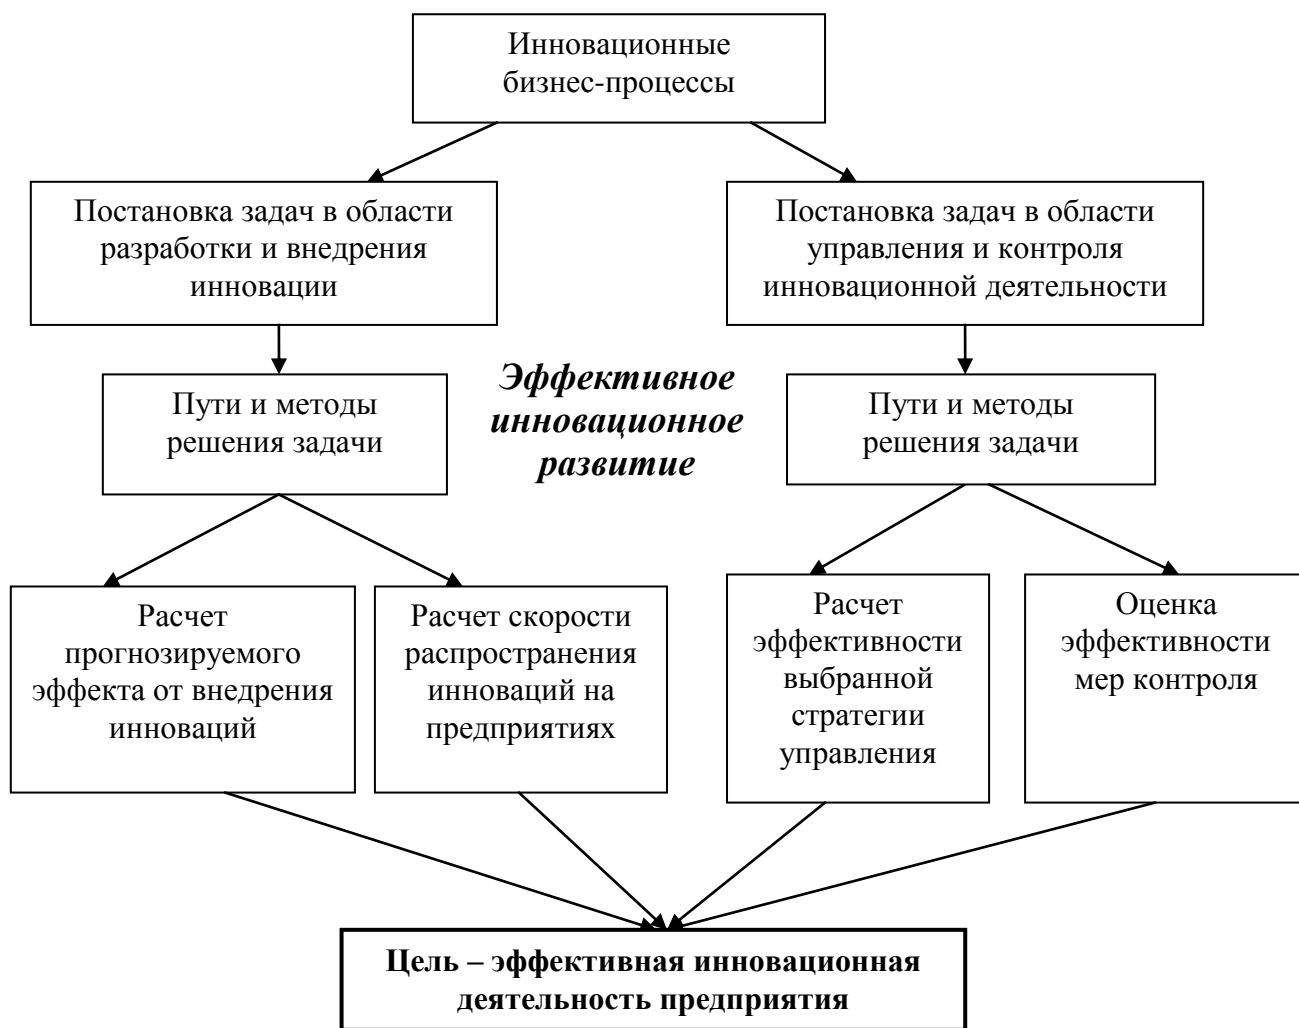 Инновационные
бизнес-процессы
Постановка задач в области
разработки и внедрения
инновации
Постановка задач в области
управления и контроля
инновационной деятельности
Пути и методы
решения задачи
Эффективное
инновационное
развитие
Пути и методы
решения задачи
Расчет
прогнозируемого
эффекта от внедрения
инноваций
Расчет скорости
распространения
инноваций на
предприятиях
Расчет
эффективности
выбранной
стратегии
управления
Оценка
эффективности
мер контроля
Цель – эффективная инновационная
деятельность предприятия